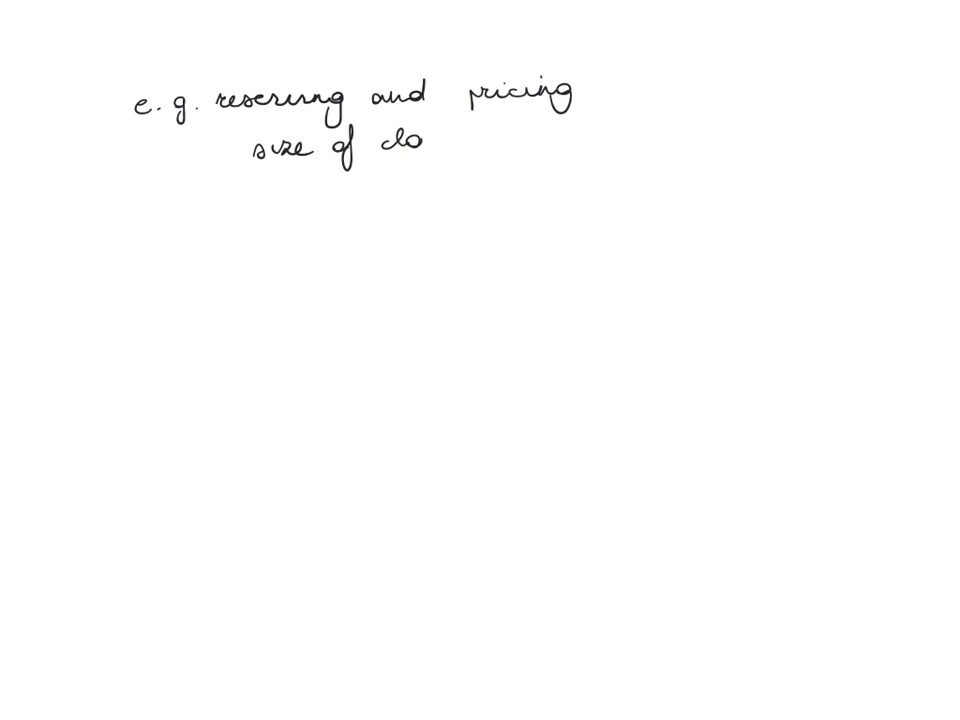 e.g. reserving and pricing
size of clo